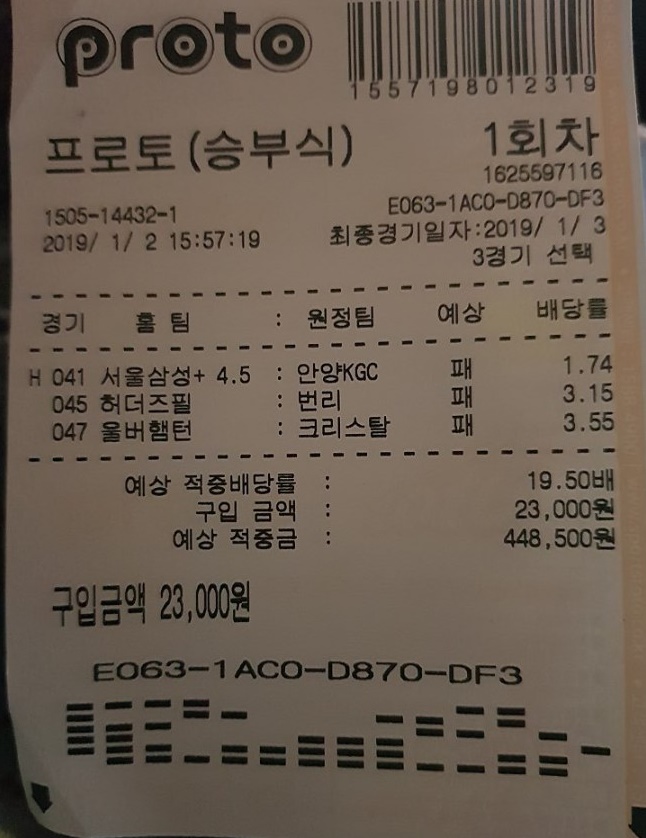 proto
1557198012319
프로토(승부식) 1회차
1625597116
1505-14432-1 E063-1AC0-D870-DF3
2019/ 1/ 2 15:57:19 최종경기일자:2019/ 1/ 3
3경기 선택
경기 홈 팀 : 원정팀 예상 배당률
H 041 서울삼성+ 4.5 : 안양KGC 패 1.74
045 허더즈필 : 번리 패 3.15
047 울버햄턴 : 크리스탈 패 3.55
예상 적중배당률 : 19.50배
구입 금액 : 23,000원
예상 적중금 : 448,500원
구입금액 23,000원
E063-1AC0-D870-DF3